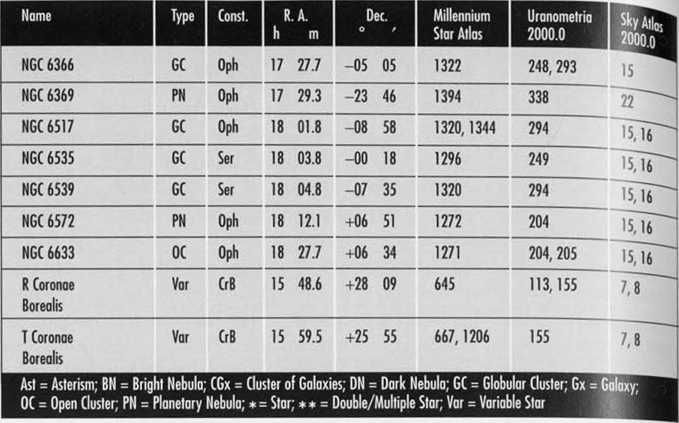 Name Type Const. R. A. Dec. Millennium Uranometria Sky Atlas
h m ° ′ Star Atlas 2000.0 2000.0
NGC 6366 GC Oph 17 27.7 −05 05 1322 248, 293 15
NGC 6369 PN Oph 17 29.3 −23 46 1394 338 22
NGC 6517 GC Oph 18 01.8 −08 58 1320, 1344 294 15, 16
NGC 6535 GC Ser 18 03.8 −00 18 1296 249 15, 16
NGC 6539 GC Ser 18 04.8 −07 35 1320 294 15, 16
NGC 6572 PN Oph 18 12.1 +06 51 1272 204 15, 16
NGC 6633 OC Oph 18 27.7 +06 34 1271 204, 205 15, 16
R Coronae Var CrB 15 48.6 +28 09 645 113, 155 7, 8
Borealis
T Coronae Var CrB 15 59.5 +25 55 667, 1206 155 7, 8
Borealis
Ast = Asterism; BN = Bright Nebula; CGx = Cluster of Galaxies; DN = Dark Nebula; GC = Globular Cluster; Gx = Galaxy;
OC = Open Cluster; PN = Planetary Nebula; ∗ = Star; ∗∗ = Double/Multiple Star; Var = Variable Star